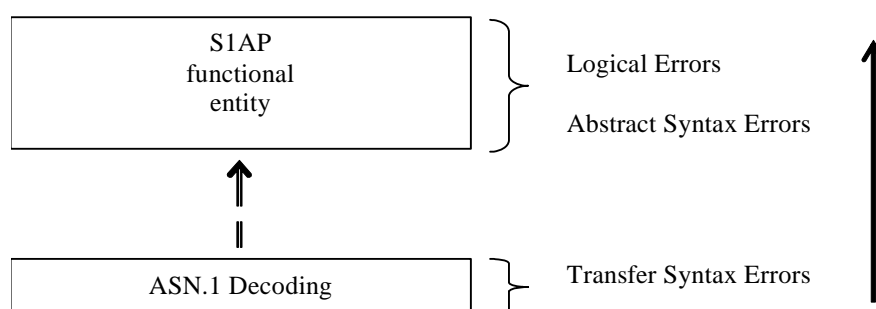 S1AP
functional
entity
Logical Errors
Abstract Syntax Errors
ASN.1 Decoding
Transfer Syntax Errors